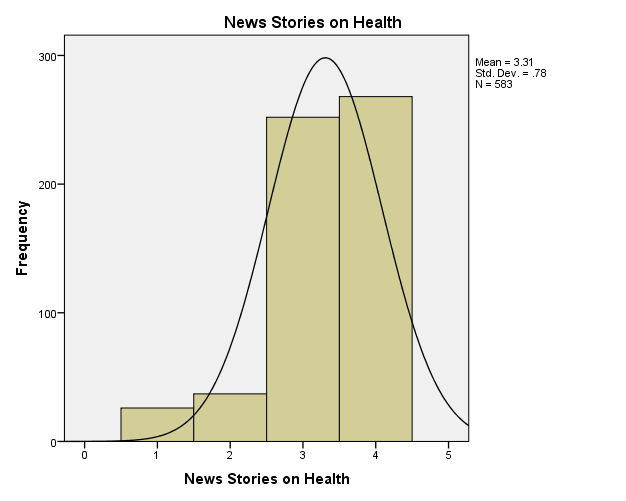 News Stories on Health
Mean = 3.31
Std. Dev. = .78
N = 583
300
200
100
0
Frequency
0 1 2 3 4 5
News Stories on Health